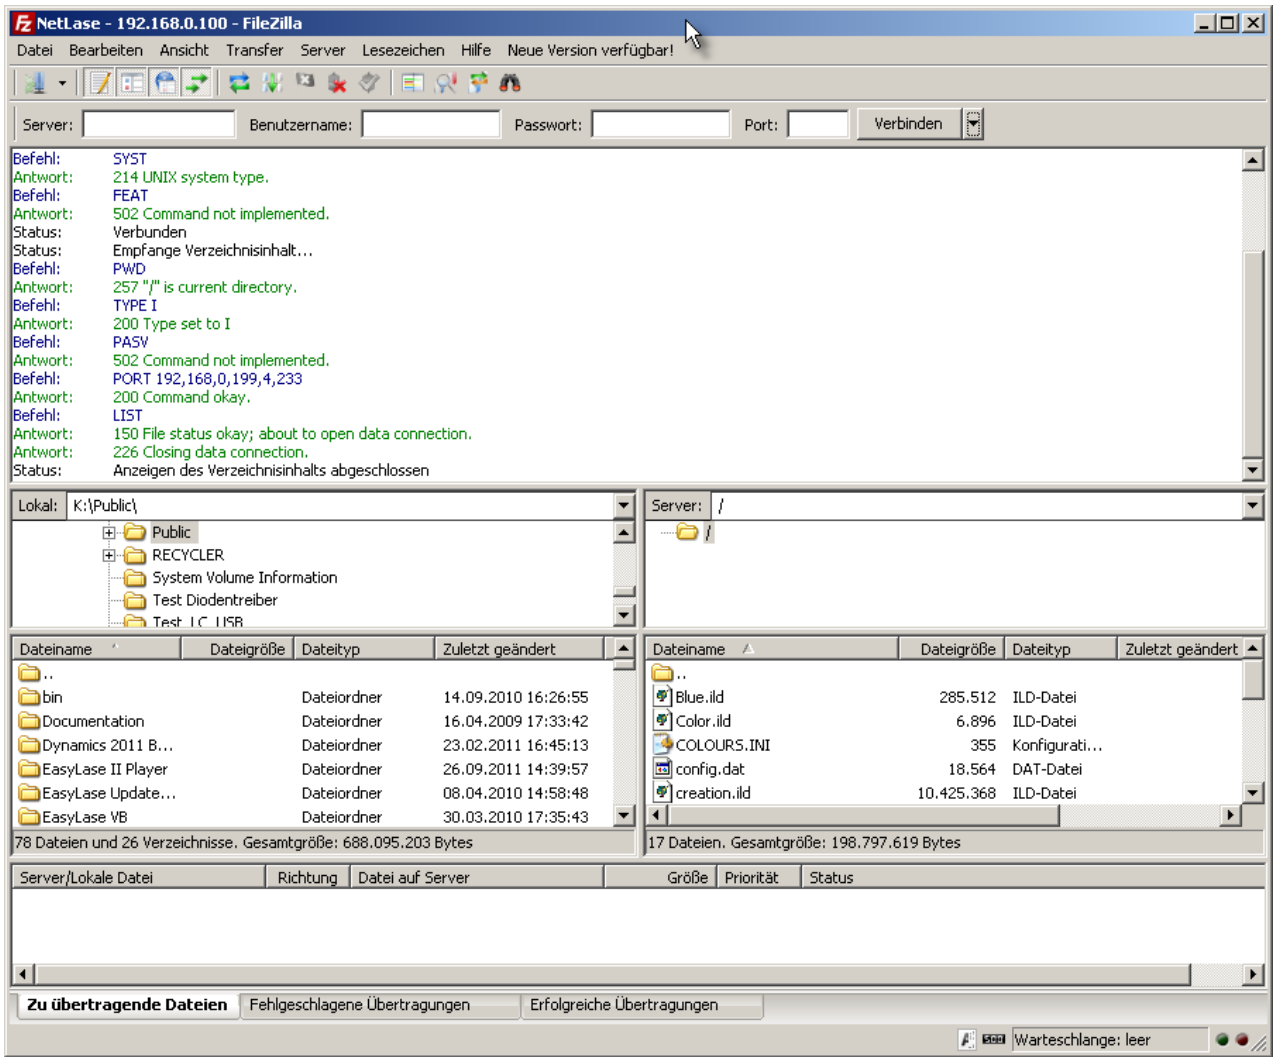 NetLase - 192.168.0.100 - FileZilla
Datei Bearbeiten Ansicht Transfer Server Lesezeichen Hilfe Neue Version verfügbar!
Server: Benutzername: Passwort: Port: Verbinden
Befehl: SYST
Antwort: 214 UNIX system type.
Befehl: FEAT
Antwort: 502 Command not implemented.
Status: Verbunden
Status: Empfange Verzeichnisinhalt...
Befehl: PWD
Antwort: 257 "/" is current directory.
Befehl: TYPE I
Antwort: 200 Type set to I
Befehl: PASV
Antwort: 502 Command not implemented.
Befehl: PORT 192,168,0,199,4,233
Antwort: 200 Command okay.
Befehl: LIST
Antwort: 150 File status okay; about to open data connection.
Antwort: 226 Closing data connection.
Status: Anzeigen des Verzeichnisinhalts abgeschlossen
Lokal: K:\Public\
Public
RECYCLER
System Volume Information
Test Diodentreiber
Test LC USB
Server: /
/
Dateiname Dateigröße Dateityp Zuletzt geändert
..
bin Dateiordner 14.09.2010 16:26:55
Documentation Dateiordner 16.04.2009 17:33:42
Dynamics 2011 B... Dateiordner 23.02.2011 16:45:13
EasyLase II Player Dateiordner 26.09.2011 14:39:57
EasyLase Update... Dateiordner 08.04.2010 14:58:48
EasyLase VB Dateiordner 30.03.2010 17:35:43
78 Dateien und 26 Verzeichnisse. Gesamtgröße: 688.095.203 Bytes
Dateiname Dateigröße Dateityp Zuletzt geändert
..
Blue.ild 285.512 ILD-Datei
Color.ild 6.896 ILD-Datei
COLOURS.INI 355 Konfigurati...
config.dat 18.564 DAT-Datei
creation.ild 10.425.368 ILD-Datei
17 Dateien. Gesamtgröße: 198.797.619 Bytes
Server/Lokale Datei Richtung Datei auf Server Größe Priorität Status
Zu übertragende Dateien Fehlgeschlagene Übertragungen Erfolgreiche Übertragungen
Warteschlange: leer